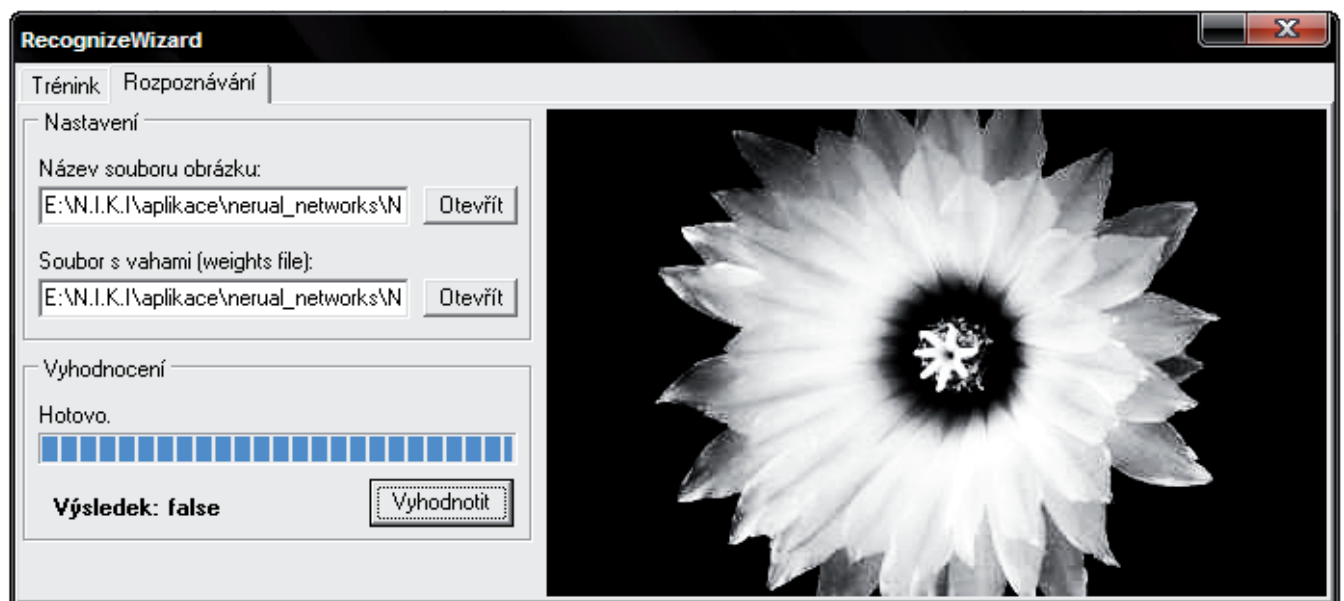 RecognizeWizard
Trénink Rozpoznávání
Nastavení
Název souboru obrázku:
E:\N.I.K.I\aplikace\nerual_networks\N Otevřít
Soubor s vahami (weights file):
E:\N.I.K.I\aplikace\nerual_networks\N Otevřít
Vyhodnocení
Hotovo.
Výsledek: false Vyhodnotit